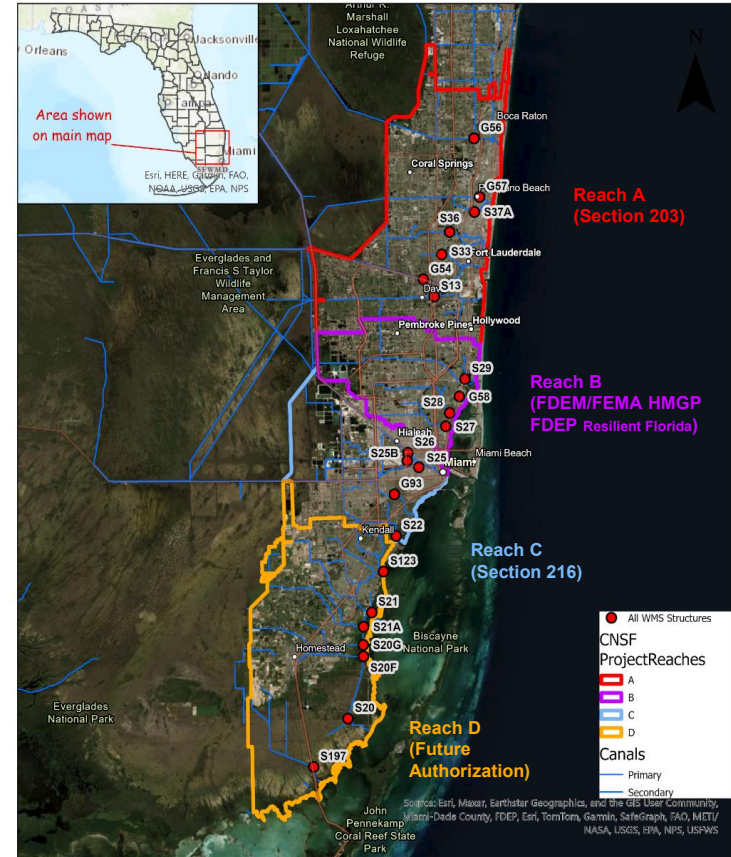 Jacksonville
Orleans
Orlando
Tampa
Area shown
on main map
Miami
SFWMD
Esri, HERE, Garmin, FAO,
NOAA, USGS, EPA, NPS
Arthur R.
Marshall
Loxahatchee
National Wildlife
Refuge
N
Boca Raton
G56
Coral Springs
G57
Pompano Beach
S37A
Reach A
(Section 203)
S36
S33
Fort Lauderdale
Everglades and
Francis S Taylor
Wildlife
Management
Area
G54
Davie
S13
Pembroke Pines
Hollywood
S29
Reach B
(FDEM/FEMA HMGP
FDEP Resilient Florida)
G58
S28
S27
Hialeah
S26
S25B
S25
Miami Beach
Miami
G93
S22
Kendall
Reach C
(Section 216)
S123
S21
S21A
Biscayne
National Park
S20G
Homestead
S20F
Everglades
National Park
S20
Reach D
(Future
Authorization)
S197
John
Pennekamp
Coral Reef State
Park
All WMS Structures
CNSF
ProjectReaches
A
B
C
D
Canals
Primary
Secondary
Source: Esri, Maxar, Earthstar Geographics, and the GIS User Community,
Miami-Dade County, FDEP, Esri, TomTom, Garmin, SafeGraph, FAO, METI/
NASA, USGS, EPA, NPS, USFWS